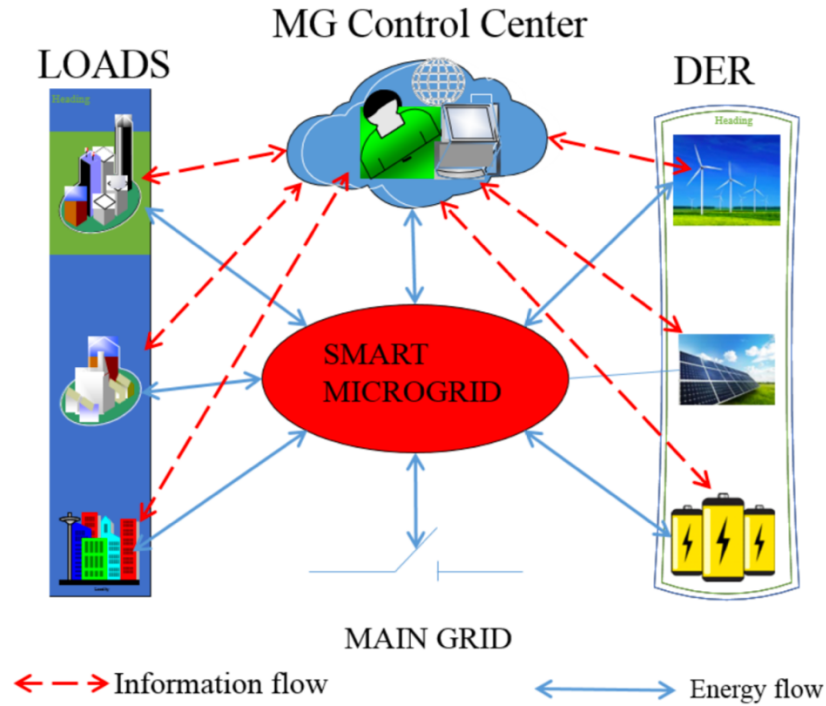 MG Control Center
LOADS
DER
Heading
Heading
SMART
MICROGRID
MAIN GRID
Information flow
Energy flow